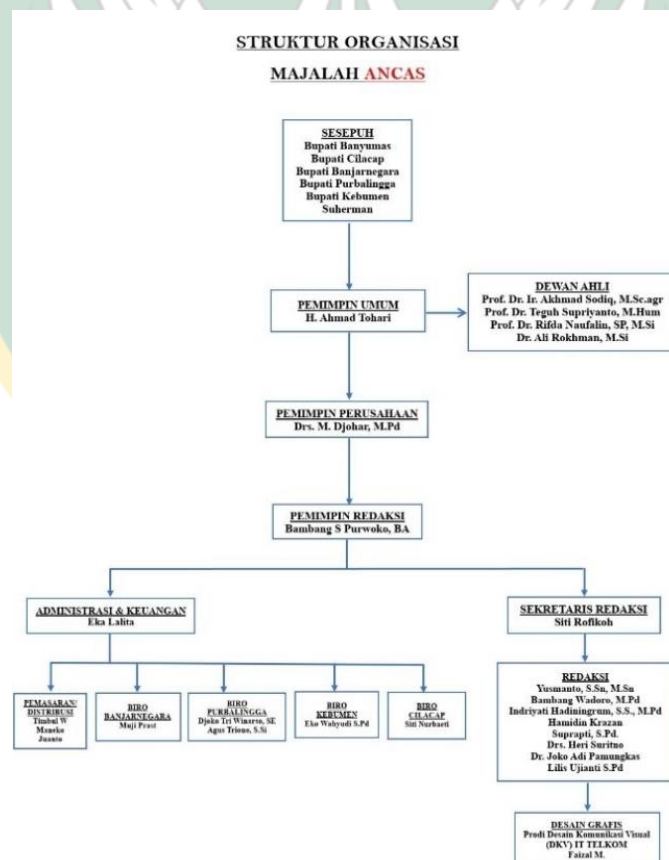 STRUKTUR ORGANISASI
MAJALAH ANCAS
SESEPUH
Bupati Banyumas
Bupati Cilacap
Bupati Banjarnegara
Bupati Purbalingga
Bupati Kebumen
Suherman
PEMIMPIN UMUM
H. Ahmad Tohari
DEWAN AHLI
Prof. Dr. Ir. Akhmad Sodiq, M.Sc.agr
Prof. Dr. Teguh Supriyanto, M.Hum
Prof. Dr. Rifda Naufalin, SP, M.Si
Dr. Ali Rokhman, M.Si
PEMIMPIN PERUSAHAAN
Drs. M. Djohar, M.Pd
PEMIMPIN REDAKSI
Bambang S Purwoko, BA
ADMINISTRASI & KEUANGAN
Eka Lalita
SEKRETARIS REDAKSI
Siti Rofikoh
PEMASARAN/
DISTRIBUSI
Timbul W
Maneko
Juanto
BIRO
BANJARNEGARA
Muji Prast
BIRO
PURBALINGGA
Djoko Tri Winarso, SE
Agus Triono, S.Si
BIRO
KEBUMEN
Eko Wahyudi S.Pd
BIRO
CILACAP
Siti Nurhaeti
REDAKSI
Yusmanto, S.Sn, M.Sn
Bambang Wadoro, M.Pd
Indriyati Hadiningrum, S.S., M.Pd
Hamidin Krazan
Suprapti, S.Pd.
Drs. Heri Suritno
Dr. Joko Adi Pamungkas
Lilis Ujianti S.Pd
DESAIN GRAFIS
Prodi Desain Komunikasi Visual
(DKV) IT TELKOM
Faizal M.